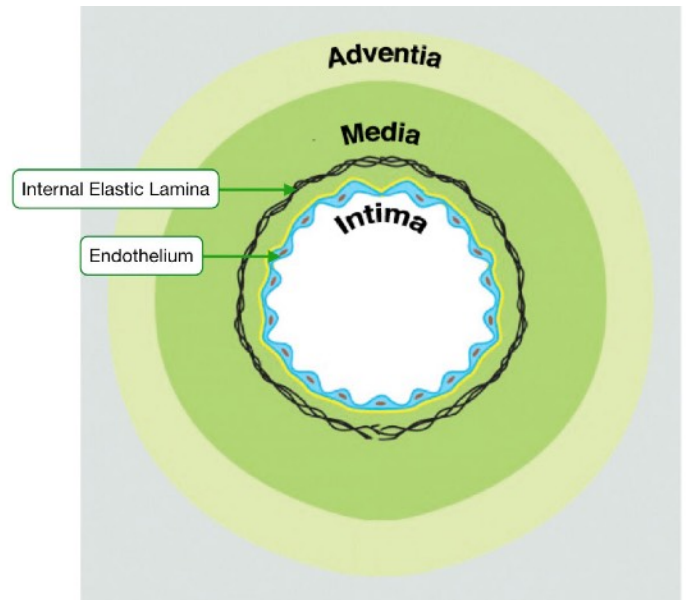 Adventia
Media
Internal Elastic Lamina
Intima
Endothelium